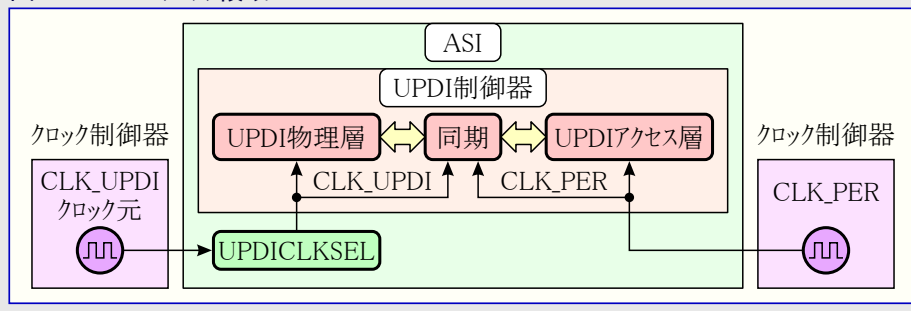 ASI
UPDI制御器
クロック制御器
UPDI物理層
同期
UPDIアクセス層
クロック制御器
CLK_UPDI
クロック元
CLK_UPDI
CLK_PER
CLK_PER
UPDICLKSEL